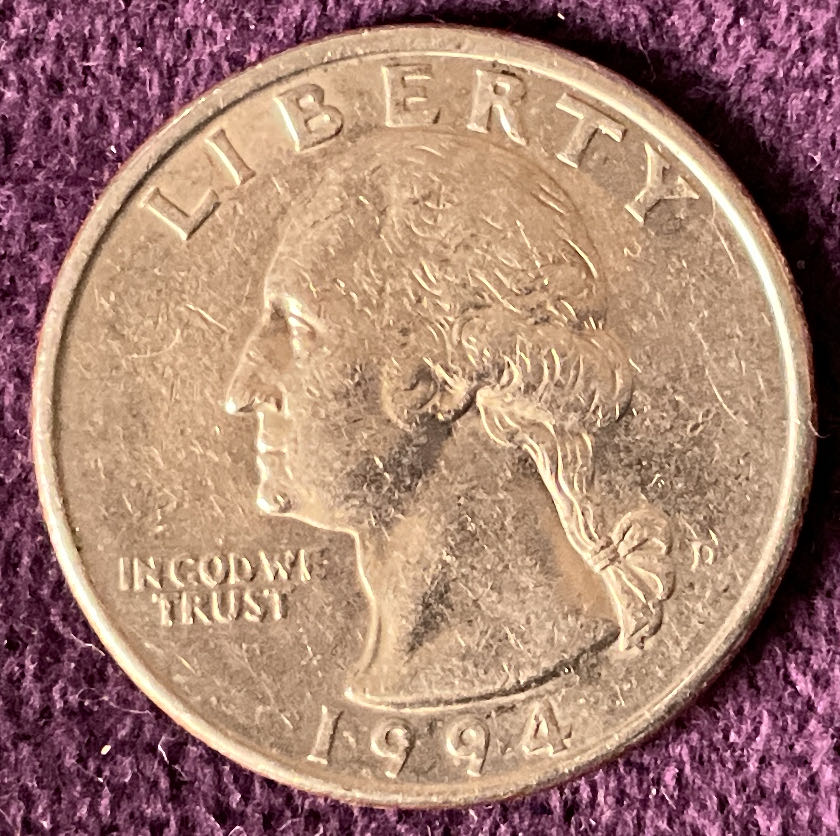 LIBERTY
IN GOD WE
TRUST
1994